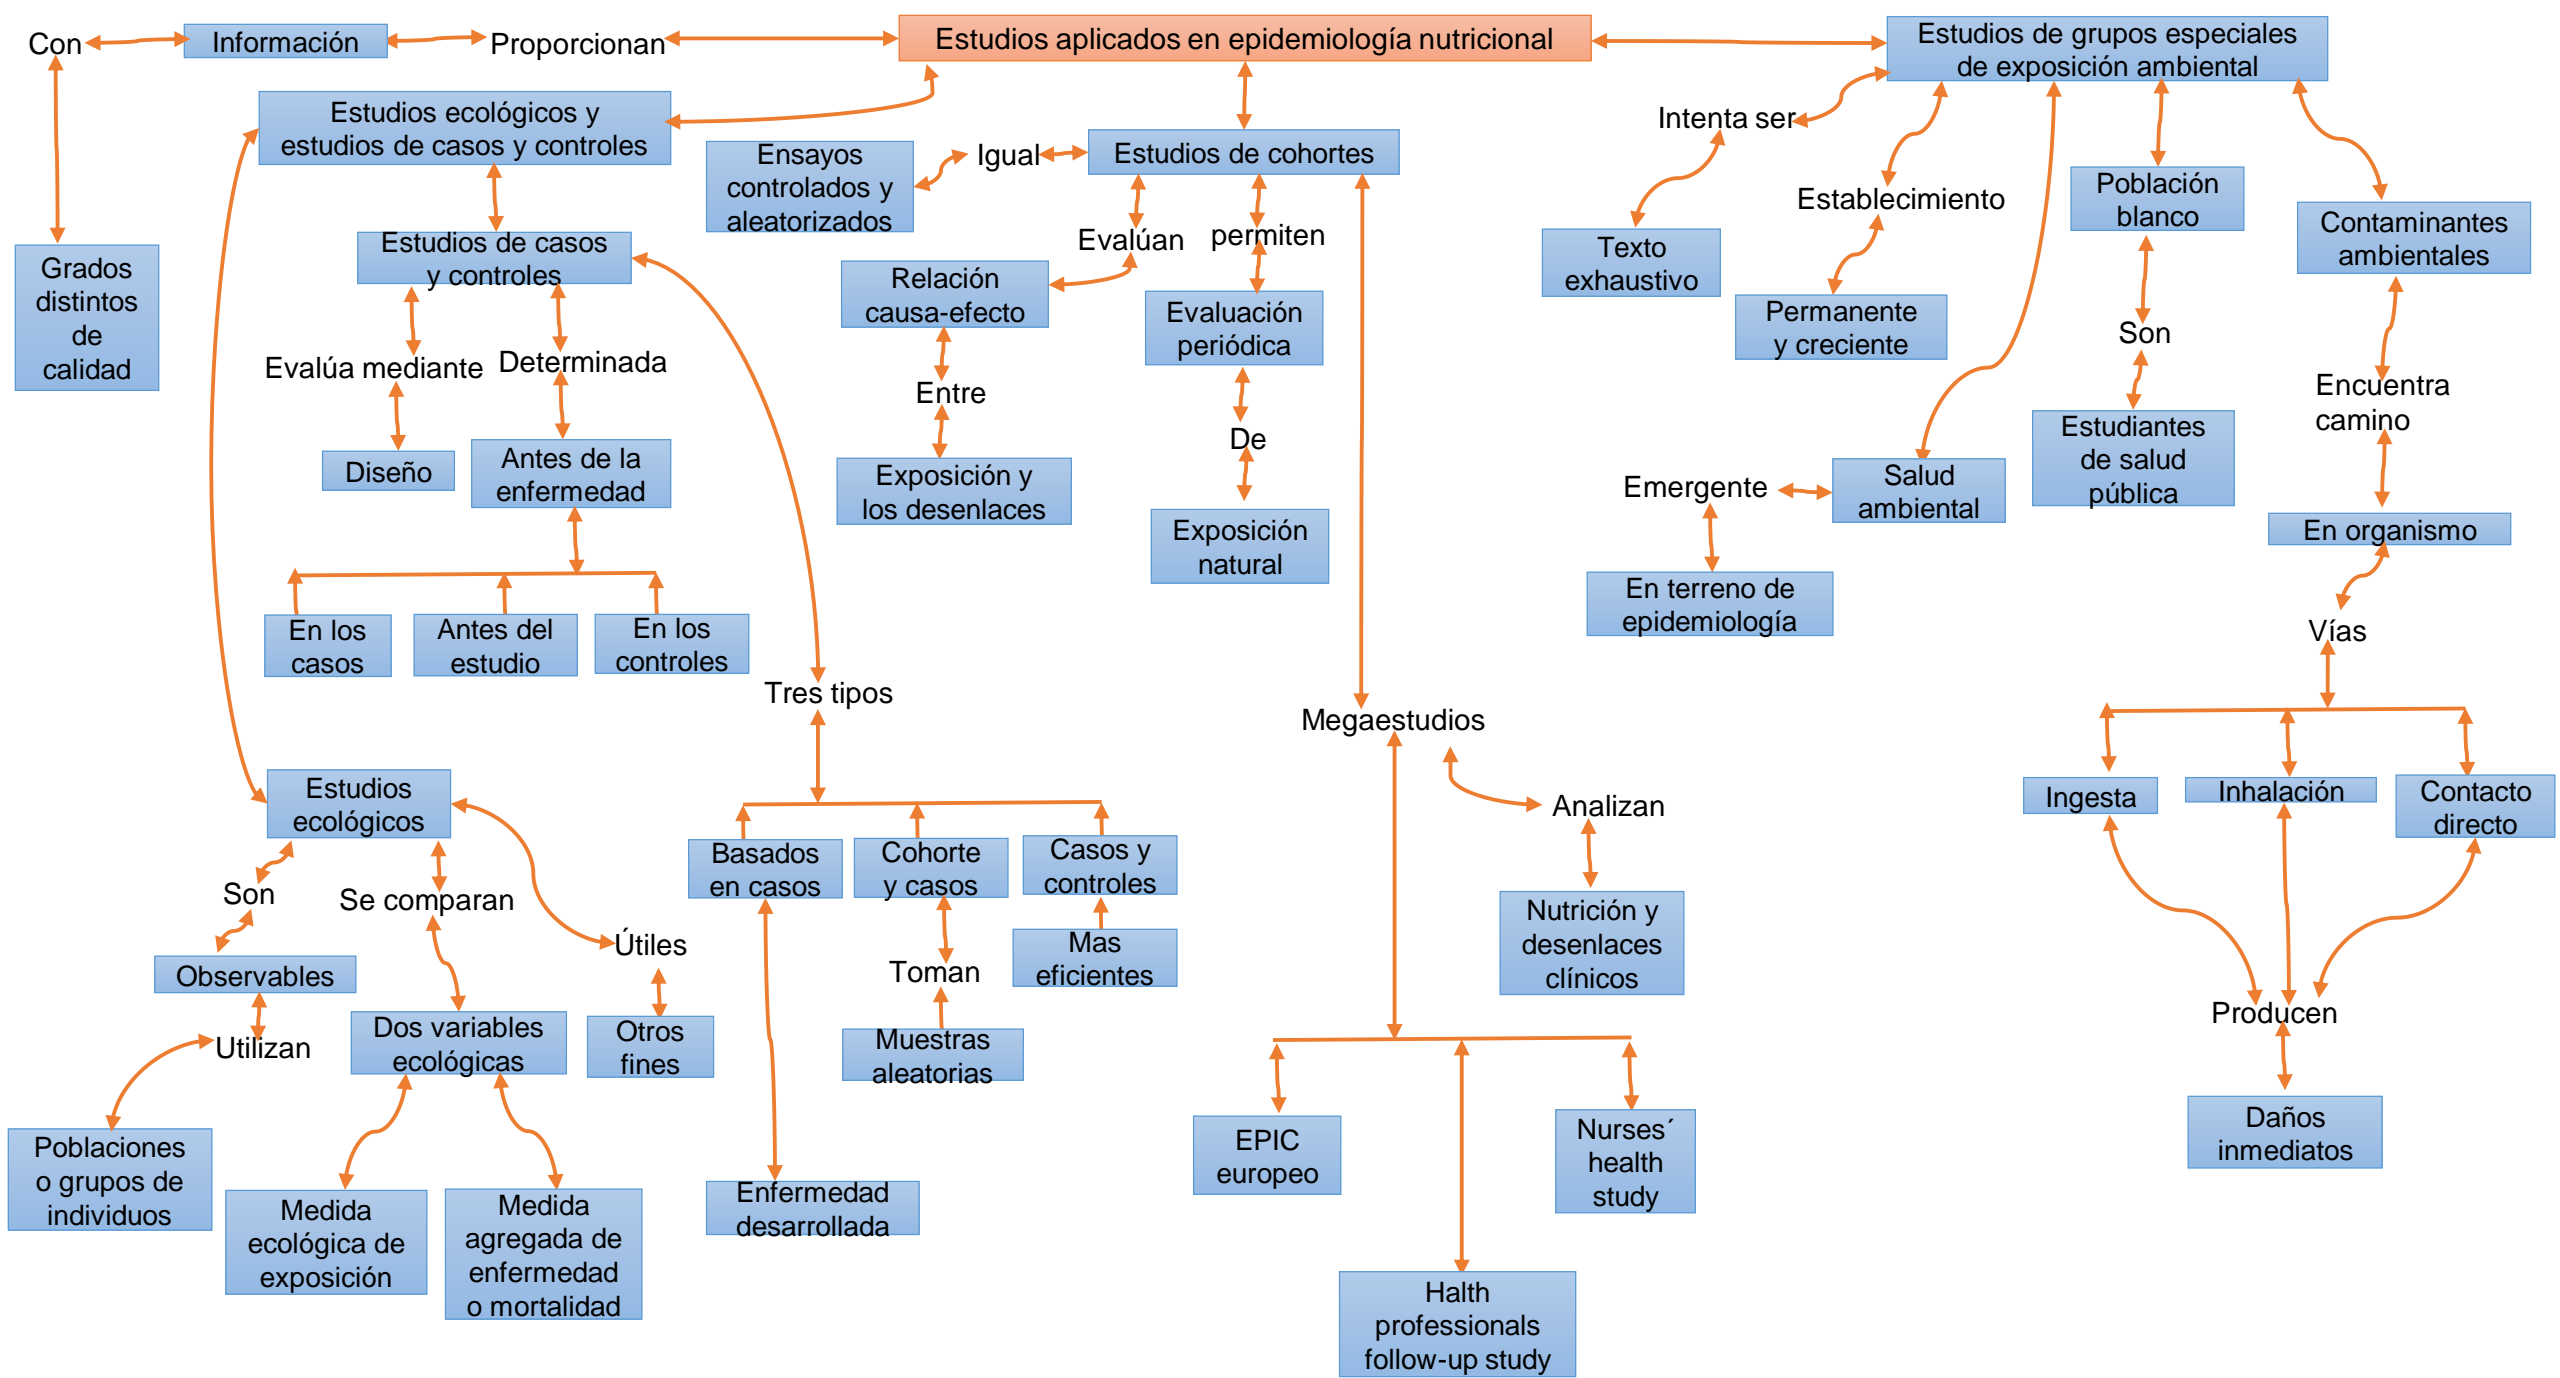 Con
Información
Proporcionan
Estudios aplicados en epidemiología nutricional
Estudios de grupos especiales
de exposición ambiental
Grados
distintos
de
calidad
Estudios ecológicos y
estudios de casos y controles
Estudios de casos
y controles
Evalúa mediante
Diseño
Determinada
Antes de la
enfermedad
En los
casos
Antes del
estudio
En los
controles
Tres tipos
Basados
en casos
Cohorte
y casos
Casos y
controles
Enfermedad
desarrollada
Toman
Muestras
aleatorias
Mas
eficientes
Estudios
ecológicos
Son
Observables
Utilizan
Poblaciones
o grupos de
individuos
Se comparan
Dos variables
ecológicas
Medida
ecológica de
exposición
Medida
agregada de
enfermedad
o mortalidad
Útiles
Otros
fines
Ensayos
controlados y
aleatorizados
Igual
Estudios de cohortes
Evalúan
Relación
causa-efecto
Entre
Exposición y
los desenlaces
permiten
Evaluación
periódica
De
Exposición
natural
Megaestudios
Analizan
Nutrición y
desenlaces
clínicos
EPIC
europeo
Halth
professionals
follow-up study
Nurses´
health
study
Intenta ser
Texto
exhaustivo
Establecimiento
Permanente
y creciente
Salud
ambiental
Emergente
En terreno de
epidemiología
Población
blanco
Son
Estudiantes
de salud
pública
Contaminantes
ambientales
Encuentra
camino
En organismo
Vías
Ingesta
Inhalación
Contacto
directo
Producen
Daños
inmediatos